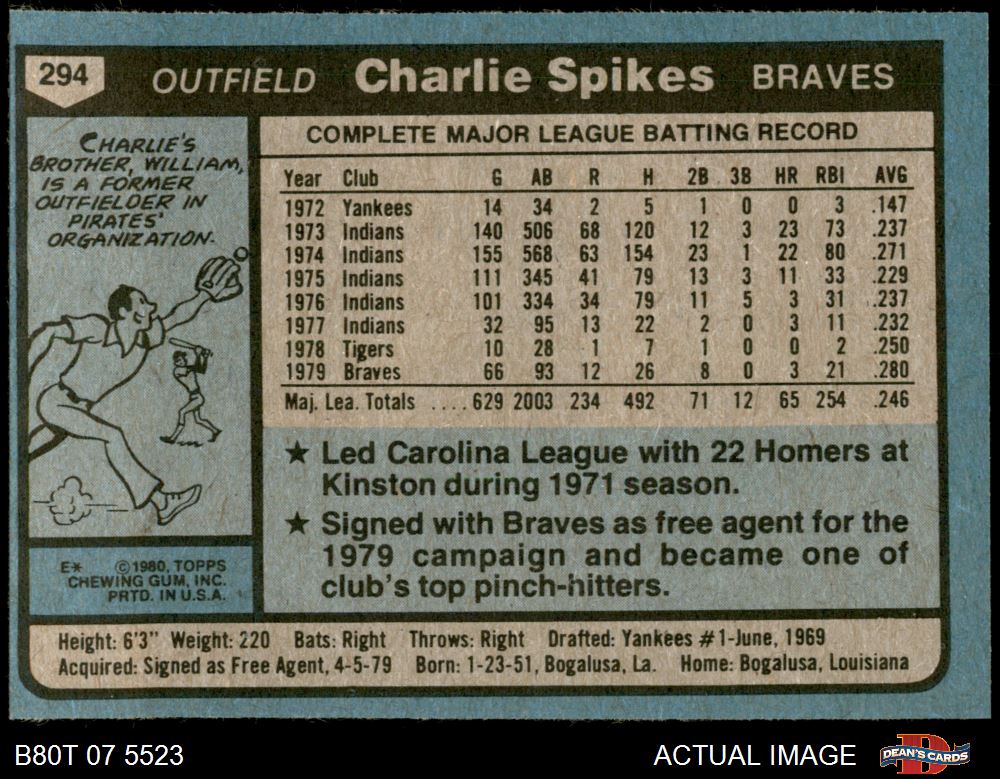 294 OUTFIELD Charlie Spikes BRAVES
CHARLIE'S
BROTHER, WILLIAM,
IS A FORMER
OUTFIELDER IN
PIRATES'
ORGANIZATION.
COMPLETE MAJOR LEAGUE BATTING RECORD
Year Club G AB R H 2B 3B HR RBI AVG
1972 Yankees 14 34 2 5 1 0 0 3 .147
1973 Indians 140 506 68 120 12 3 23 73 .237
1974 Indians 155 568 63 154 23 1 22 80 .271
1975 Indians 111 345 41 79 13 3 11 33 .229
1976 Indians 101 334 34 79 11 5 3 31 .237
1977 Indians 32 95 13 22 2 0 3 11 .232
1978 Tigers 10 28 1 7 1 0 0 2 .250
1979 Braves 66 93 12 26 8 0 3 21 .280
Maj. Lea. Totals .... 629 2003 234 492 71 12 65 254 .246
★ Led Carolina League with 22 Homers at
Kinston during 1971 season.
★ Signed with Braves as free agent for the
1979 campaign and became one of
club's top pinch-hitters.
E* ©1980, TOPPS
CHEWING GUM, INC.
PRTD. IN U.S.A.
Height: 6'3" Weight: 220 Bats: Right Throws: Right Drafted: Yankees #1-June, 1969
Acquired: Signed as Free Agent, 4-5-79 Born: 1-23-51, Bogalusa, La. Home: Bogalusa, Louisiana
B80T 07 5523 ACTUAL IMAGE DEAN'S CARDS